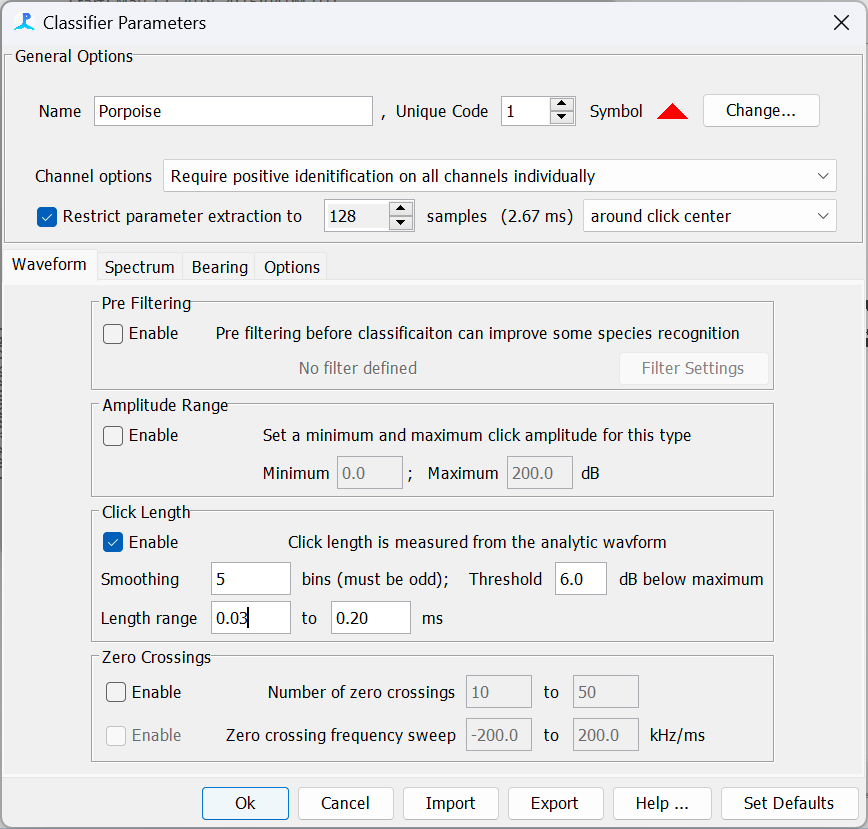 Classifier Parameters
General Options
Name Porpoise , Unique Code 1 Symbol Change...
Channel options Require positive idenitification on all channels individually
Restrict parameter extraction to 128 samples (2.67 ms) around click center
Waveform Spectrum Bearing Options
Pre Filtering
Enable Pre filtering before classificaiton can improve some species recognition
No filter defined Filter Settings
Amplitude Range
Enable Set a minimum and maximum click amplitude for this type
Minimum 0.0 ; Maximum 200.0 dB
Click Length
Enable Click length is measured from the analytic wavform
Smoothing 5 bins (must be odd); Threshold 6.0 dB below maximum
Length range 0.03 to 0.20 ms
Zero Crossings
Enable Number of zero crossings 10 to 50
Enable Zero crossing frequency sweep -200.0 to 200.0 kHz/ms
Ok Cancel Import Export Help ... Set Defaults